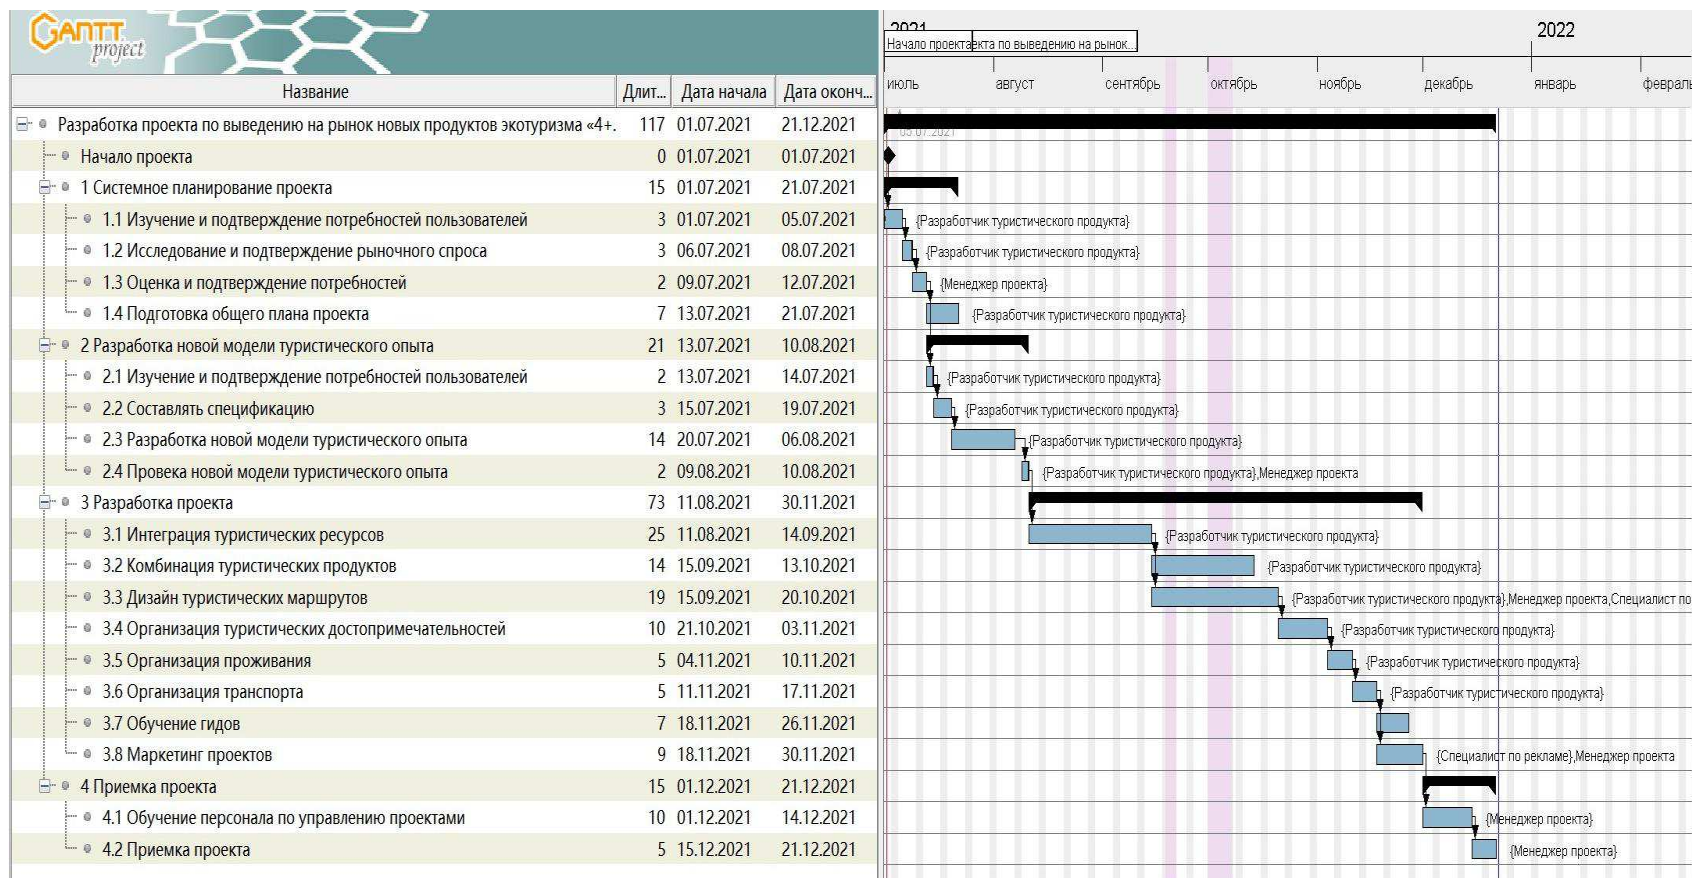 GANTT
project
2021
2022
Начало проекта
екта по выведению на рынок...
Название Длит... Дата начала Дата оконч...
июль август сентябрь октябрь ноябрь декабрь январь феврал
Разработка проекта по выведению на рынок новых продуктов экотуризма «4+. 117 01.07.2021 21.12.2021
05.07.2021
Начало проекта 0 01.07.2021 01.07.2021
1 Системное планирование проекта 15 01.07.2021 21.07.2021
1.1 Изучение и подтверждение потребностей пользователей 3 01.07.2021 05.07.2021 {Разработчик туристического продукта}
1.2 Исследование и подтверждение рыночного спроса 3 06.07.2021 08.07.2021 {Разработчик туристического продукта}
1.3 Оценка и подтверждение потребностей 2 09.07.2021 12.07.2021 {Менеджер проекта}
1.4 Подготовка общего плана проекта 7 13.07.2021 21.07.2021 {Разработчик туристического продукта}
2 Разработка новой модели туристического опыта 21 13.07.2021 10.08.2021
2.1 Изучение и подтверждение потребностей пользователей 2 13.07.2021 14.07.2021 {Разработчик туристического продукта}
2.2 Составлять спецификацию 3 15.07.2021 19.07.2021 {Разработчик туристического продукта}
2.3 Разработка новой модели туристического опыта 14 20.07.2021 06.08.2021 {Разработчик туристического продукта}
2.4 Провека новой модели туристического опыта 2 09.08.2021 10.08.2021 {Разработчик туристического продукта},Менеджер проекта
3 Разработка проекта 73 11.08.2021 30.11.2021
3.1 Интеграция туристических ресурсов 25 11.08.2021 14.09.2021 {Разработчик туристического продукта}
3.2 Комбинация туристических продуктов 14 15.09.2021 13.10.2021 {Разработчик туристического продукта}
3.3 Дизайн туристических маршрутов 19 15.09.2021 20.10.2021 {Разработчик туристического продукта},Менеджер проекта,Специалист по
3.4 Организация туристических достопримечательностей 10 21.10.2021 03.11.2021 {Разработчик туристического продукта}
3.5 Организация проживания 5 04.11.2021 10.11.2021 {Разработчик туристического продукта}
3.6 Организация транспорта 5 11.11.2021 17.11.2021 {Разработчик туристического продукта}
3.7 Обучение гидов 7 18.11.2021 26.11.2021
3.8 Маркетинг проектов 9 18.11.2021 30.11.2021 {Специалист по рекламе},Менеджер проекта
4 Приемка проекта 15 01.12.2021 21.12.2021
4.1 Обучение персонала по управлению проектами 10 01.12.2021 14.12.2021 {Менеджер проекта}
4.2 Приемка проекта 5 15.12.2021 21.12.2021 {Менеджер проекта}